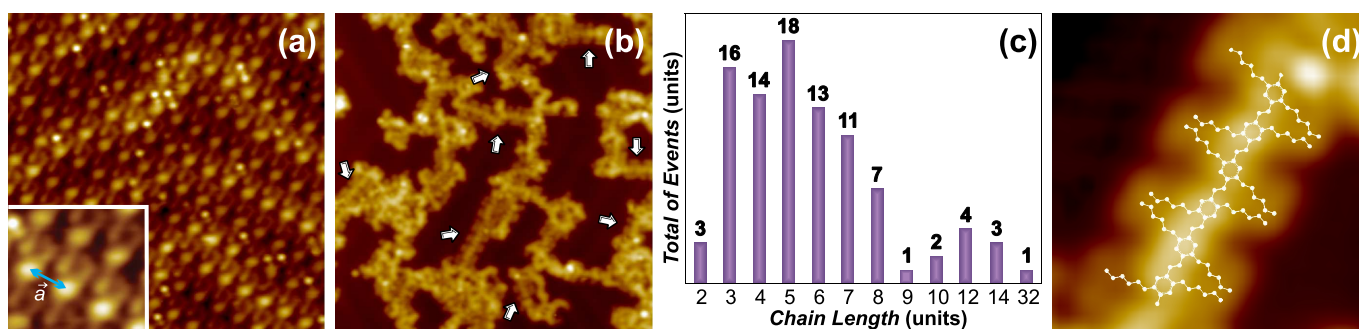 (a)
a
(b)
(c)
Total of Events (units)
3 16 14 18 13 11 7 1 2 4 3 1
2 3 4 5 6 7 8 9 10 12 14 32
Chain Length (units)
(d)